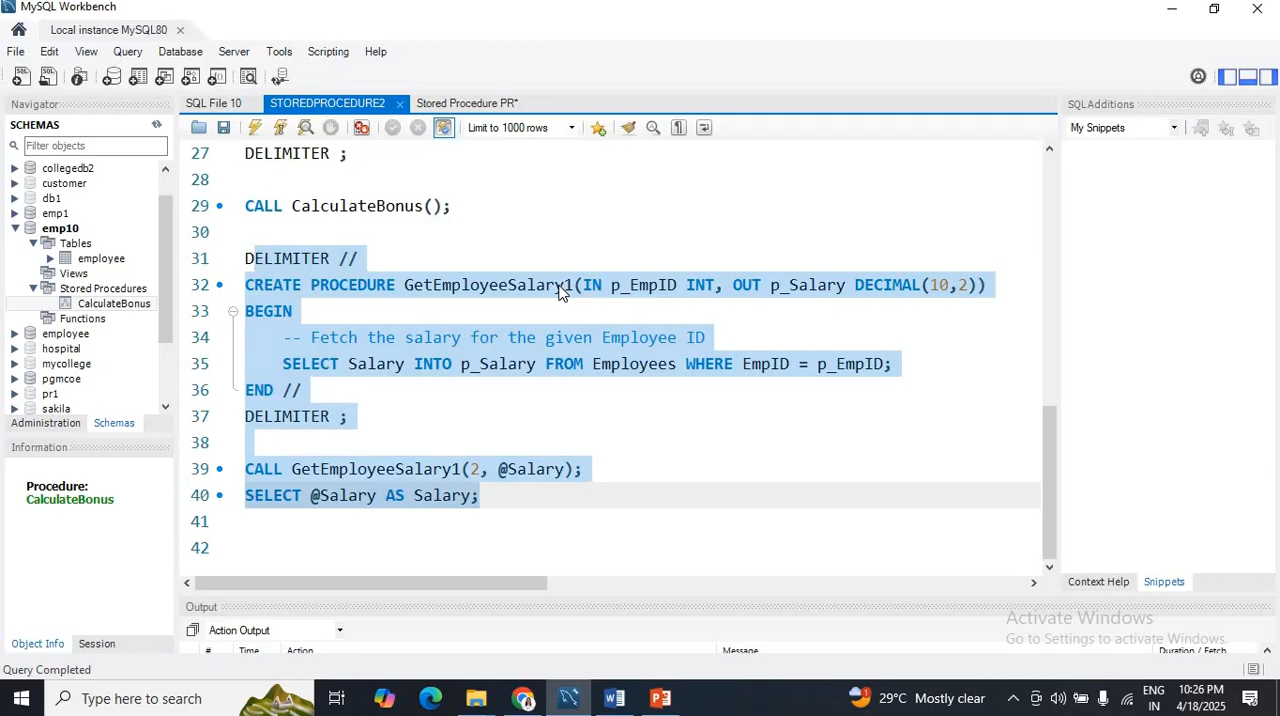 MySQL Workbench
Local instance MySQL80
File Edit View Query Database Server Tools Scripting Help
Navigator
SCHEMAS
Filter objects
collegedb2
customer
db1
emp1
emp10
Tables
employee
Views
Stored Procedures
CalculateBonus
Functions
employee
hospital
mycollege
pgmcoe
pr1
sakila
Administration Schemas
Information
Procedure:
CalculateBonus
Object Info Session
Query Completed
SQL File 10 STOREDPROCEDURE2 Stored Procedure PR*
Limit to 1000 rows
27 DELIMITER ;
28
29 CALL CalculateBonus();
30
31 DELIMITER //
32 CREATE PROCEDURE GetEmployeeSalary1(IN p_EmpID INT, OUT p_Salary DECIMAL(10,2))
33 BEGIN
34 -- Fetch the salary for the given Employee ID
35 SELECT Salary INTO p_Salary FROM Employees WHERE EmpID = p_EmpID;
36 END //
37 DELIMITER ;
38
39 CALL GetEmployeeSalary1(2, @Salary);
40 SELECT @Salary AS Salary;
41
42
Output
Action Output
# Time Action Message Duration / Fetch
SQLAdditions
My Snippets
Context Help Snippets
Activate Windows
Go to Settings to activate Windows.
Type here to search
29°C Mostly clear
ENG
IN
10:26 PM
4/18/2025